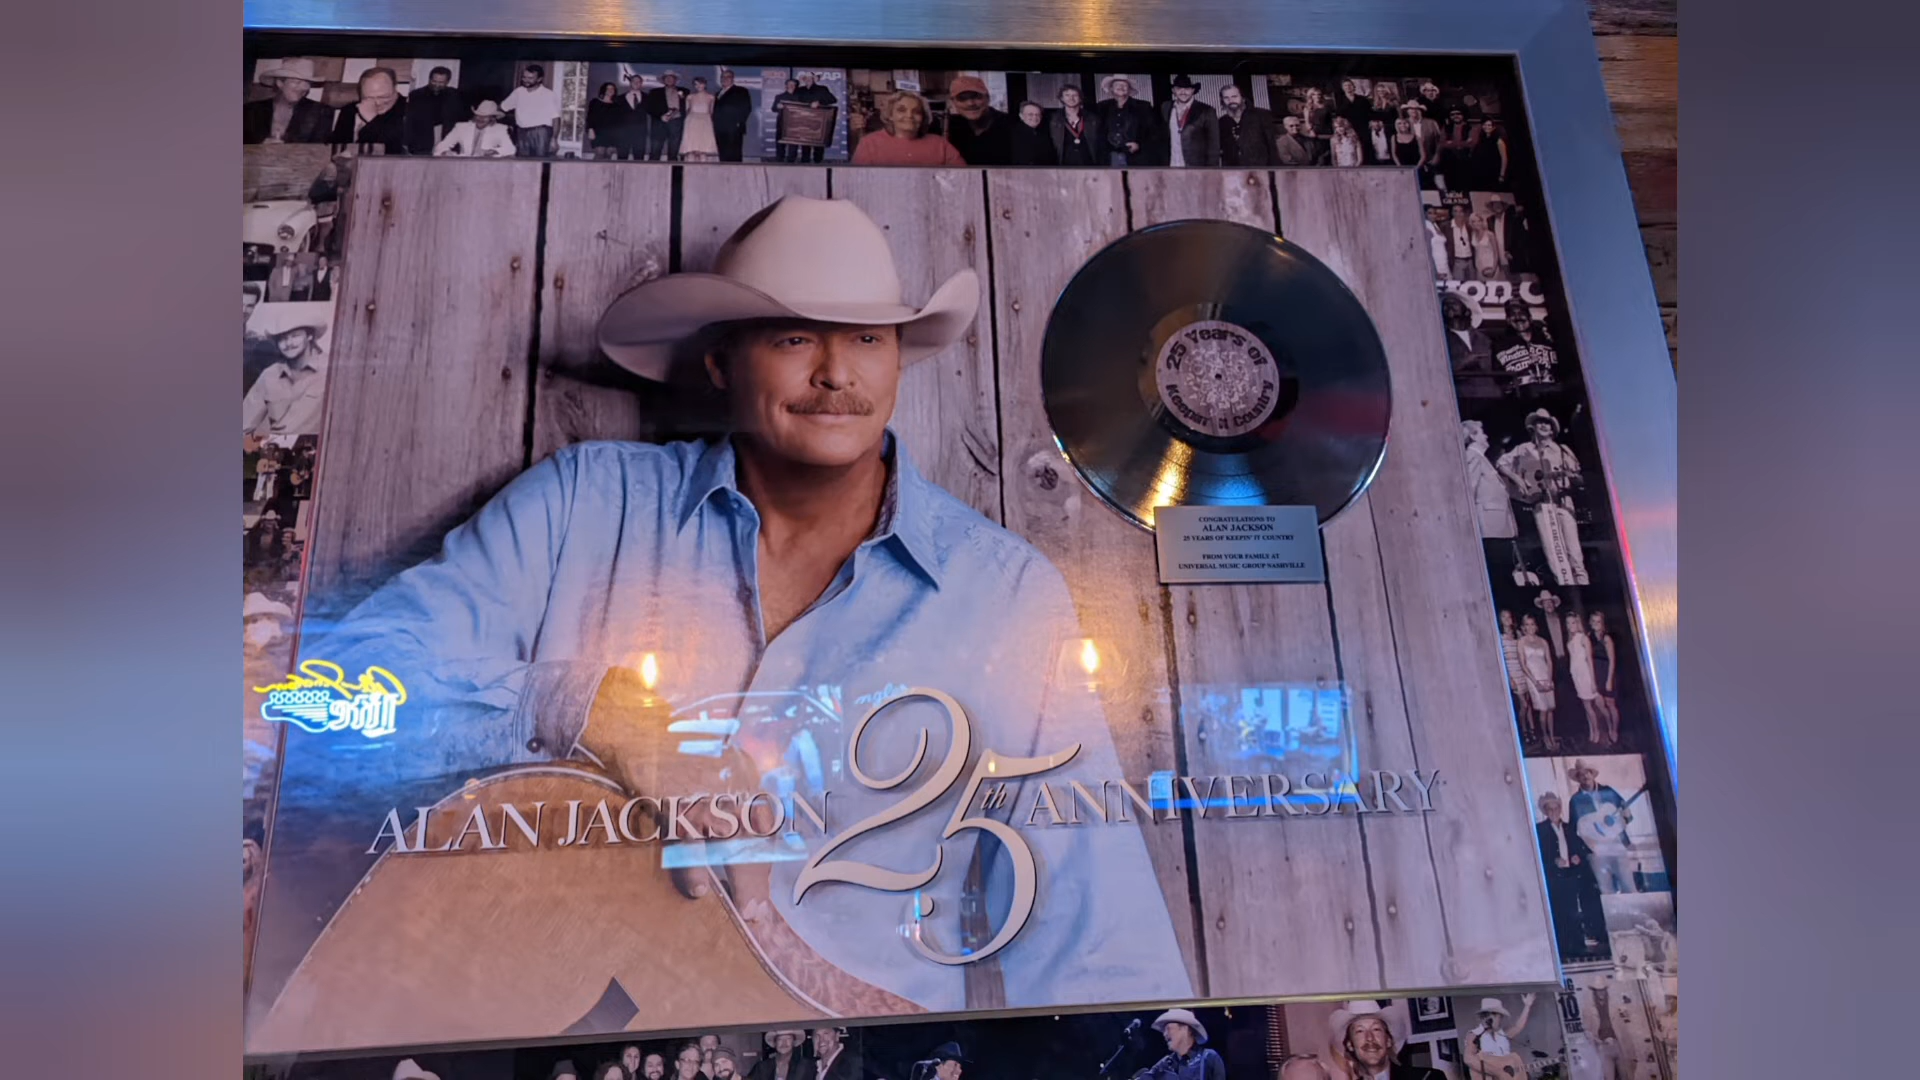 CAP
25 Years of
Keepin' It Country
CONGRATULATIONS TO
ALAN JACKSON
25 YEARS OF KEEPIN' IT COUNTRY
FROM YOUR FAMILY AT
UNIVERSAL MUSIC GROUP NASHVILLE
ALAN JACKSON 25th ANNIVERSARY